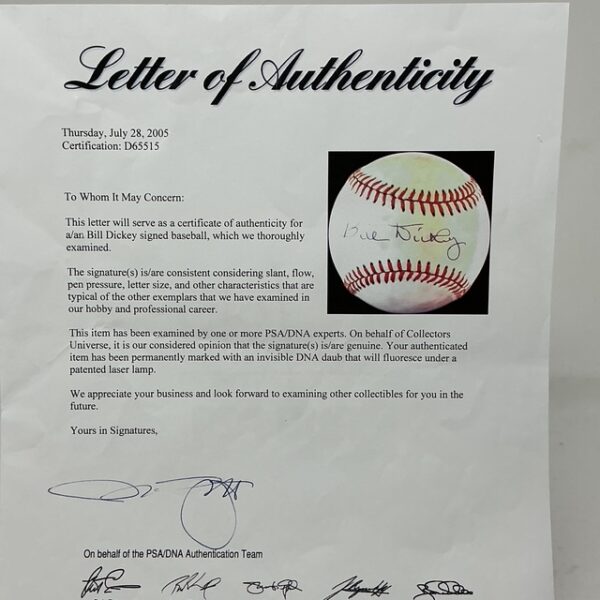 Letter of Authenticity
Thursday, July 28, 2005
Certification: D65515
To Whom It May Concern:
This letter will serve as a certificate of authenticity for
a/an Bill Dickey signed baseball, which we thoroughly
examined.
The signature(s) is/are consistent considering slant, flow,
pen pressure, letter size, and other characteristics that are
typical of the other exemplars that we have examined in
our hobby and professional career.
Bill Dickey
This item has been examined by one or more PSA/DNA experts. On behalf of Collectors
Universe, it is our considered opinion that the signature(s) is/are genuine. Your authenticated
item has been permanently marked with an invisible DNA daub that will fluoresce under a
patented laser lamp.
We appreciate your business and look forward to examining other collectibles for you in the
future.
Yours in Signatures,
On behalf of the PSA/DNA Authentication Team